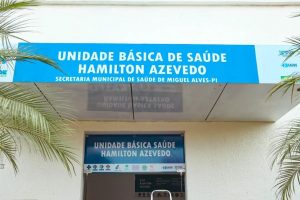 UNIDADE BÁSICA DE SAÚDE
HAMILTON AZEVEDO
SECRETARIA MUNICIPAL DE SAÚDE DE MIGUEL ALVES-PI
UNIDADE BÁSICA SAÚDE
HAMILTON AZEVEDO